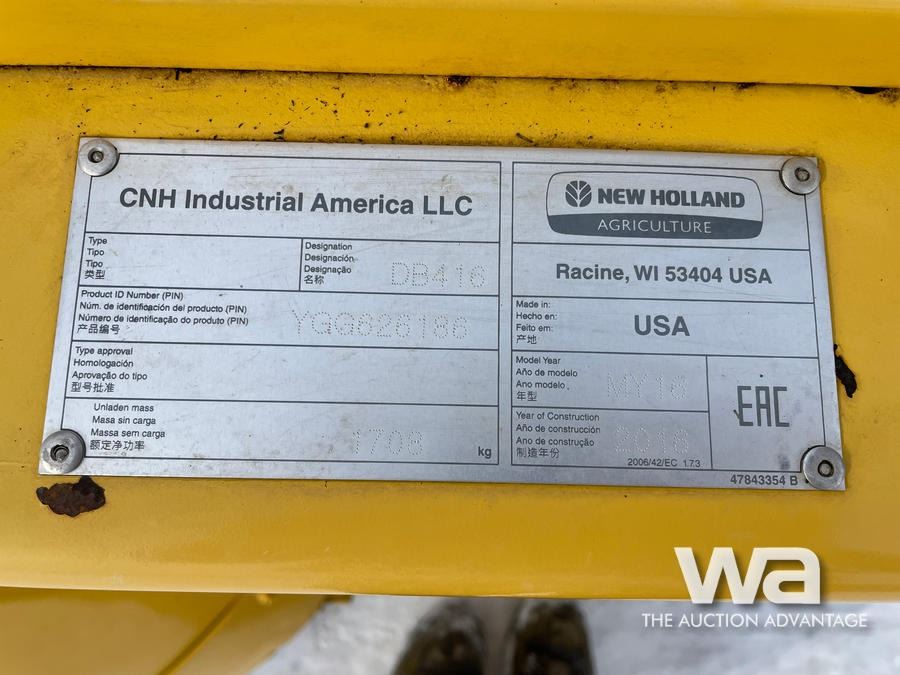 CNH Industrial America LLC
NEW HOLLAND
AGRICULTURE
Type
Tipo
Tipo
类型
Designation
Designación
Designação
名称
DB416
Racine, WI 53404 USA
Product ID Number (PIN)
Núm. de identificación del producto (PIN)
Número de identificação do produto (PIN)
产品编号
YGG626186
Made in:
Hecho en:
Feito em:
产地
USA
Type approval
Homologación
Aprovação do tipo
型号批准
Model Year
Año de modelo
Ano modelo .
年型
EAC
Unladen mass
Masa sin carga
Massa sem carga
额定净功率
1708
kg
Year of Construction
Año de construcción
Ano de construção
制造年份
2006/42/EC 1.7.3
47843354 B
wa
THE AUCTION ADVANTAGE